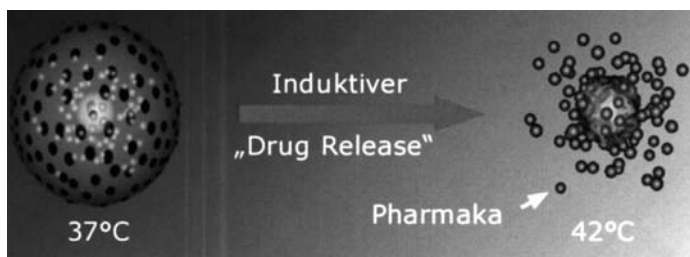 Induktiver
„Drug Release“
Pharmaka
37°C
42°C